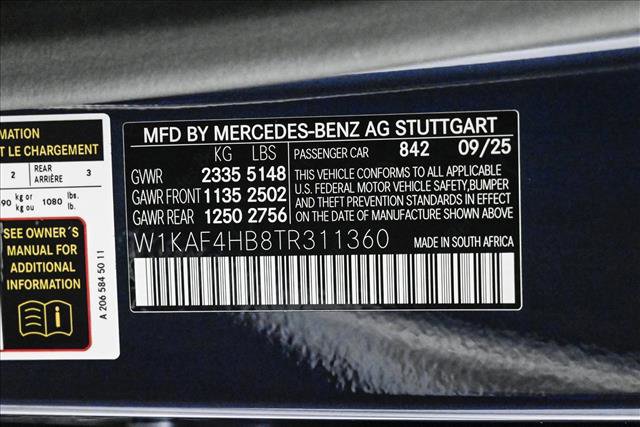 MATION
T LE CHARGEMENT
2 REAR ARRIÈRE 3
90 kg or kg ou 1080 lbs. lb.
SEE OWNER'S
MANUAL FOR
ADDITIONAL
INFORMATION
A 206 584 50 11
MFD BY MERCEDES-BENZ AG STUTTGART
KG LBS
GVWR 2335 5148
GAWR FRONT 1135 2502
GAWR REAR 1250 2756
PASSENGER CAR 842 09/25
THIS VEHICLE CONFORMS TO ALL APPLICABLE
U.S. FEDERAL MOTOR VEHICLE SAFETY,BUMPER
AND THEFT PREVENTION STANDARDS IN EFFECT
ON THE DATE OF MANUFACTURE SHOWN ABOVE.
W1KAF4HB8TR311360
MADE IN SOUTH AFRICA